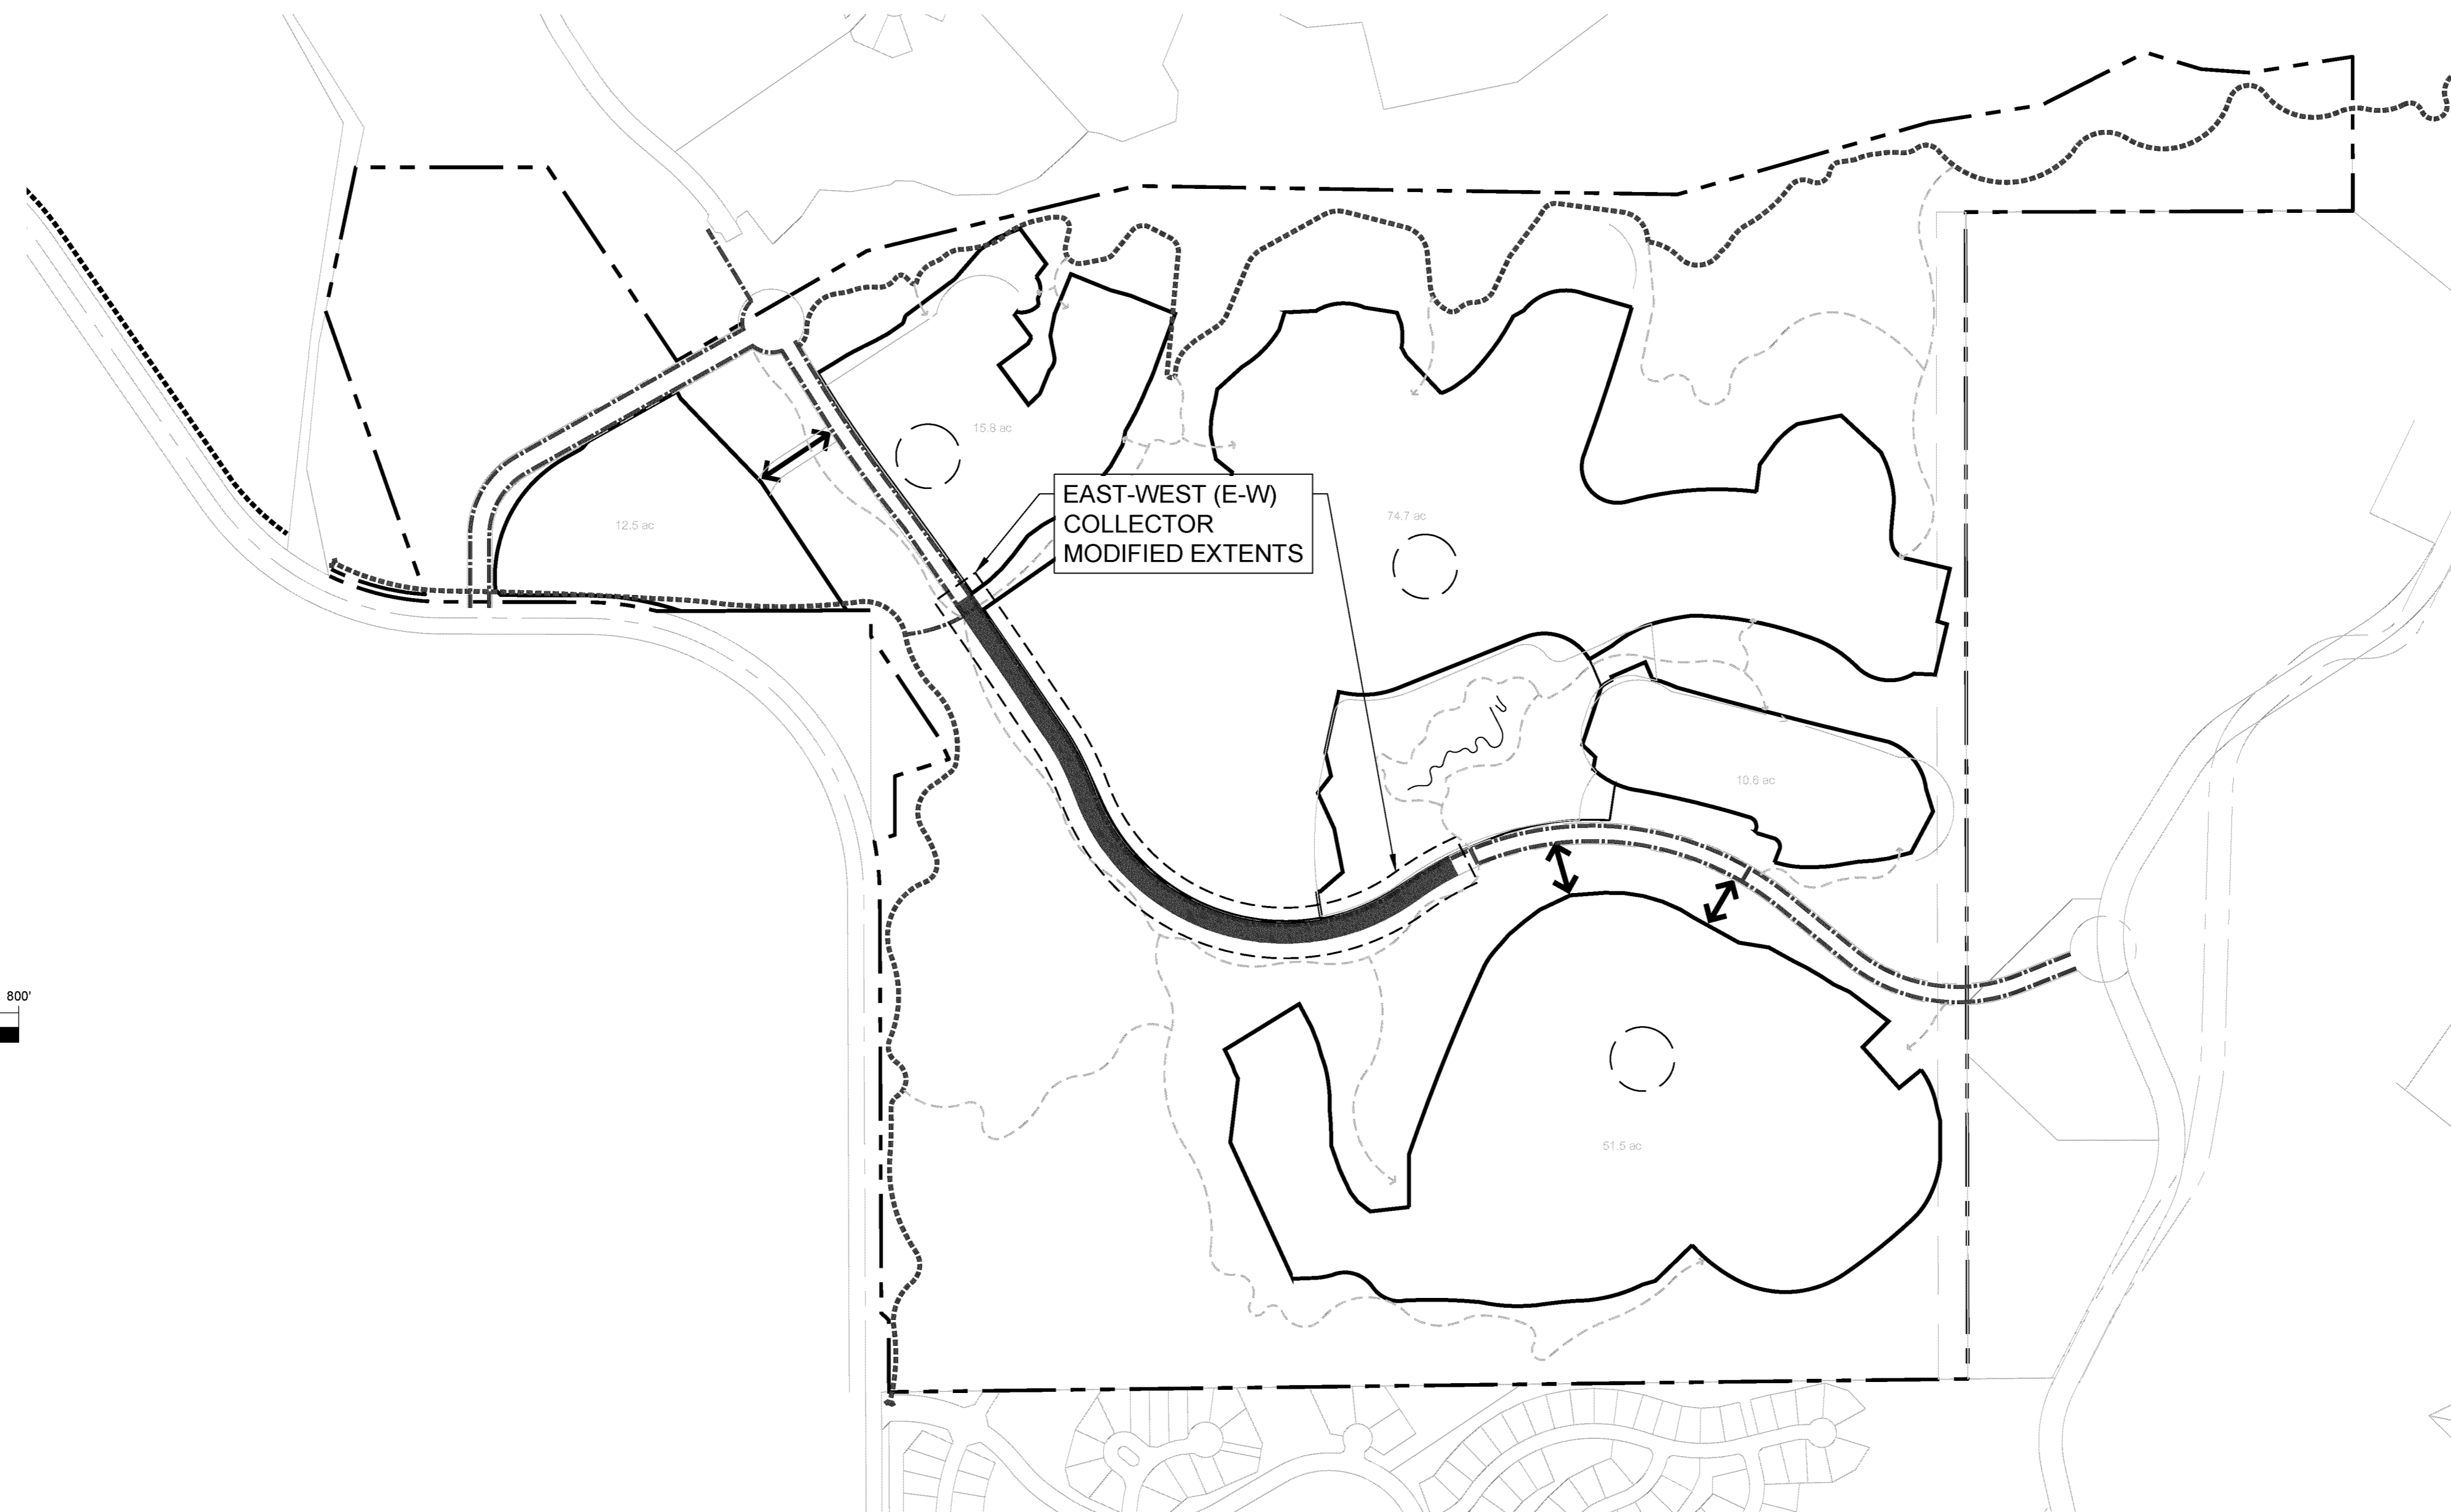 15.8 ac
EAST-WEST (E-W)
COLLECTOR
MODIFIED EXTENTS
74.7 ac
12.5 ac
10.6 ac
800'
51.5 ac